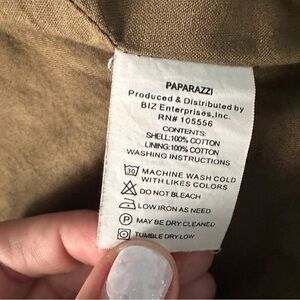 PAPARAZZI
Produced & Distributed by
BIZ Enterprises,Inc.
RN# 105556
CONTENTS:
SHELL:100% COTTON
LINING:100% COTTON
WASHING INSTRUCTIONS
30 MACHINE WASH COLD
WITH LIKES COLORS
DO NOT BLEACH
LOW IRON AS NEED
P MAY BE DRY CLEANED
TUMBLE DRY LOW